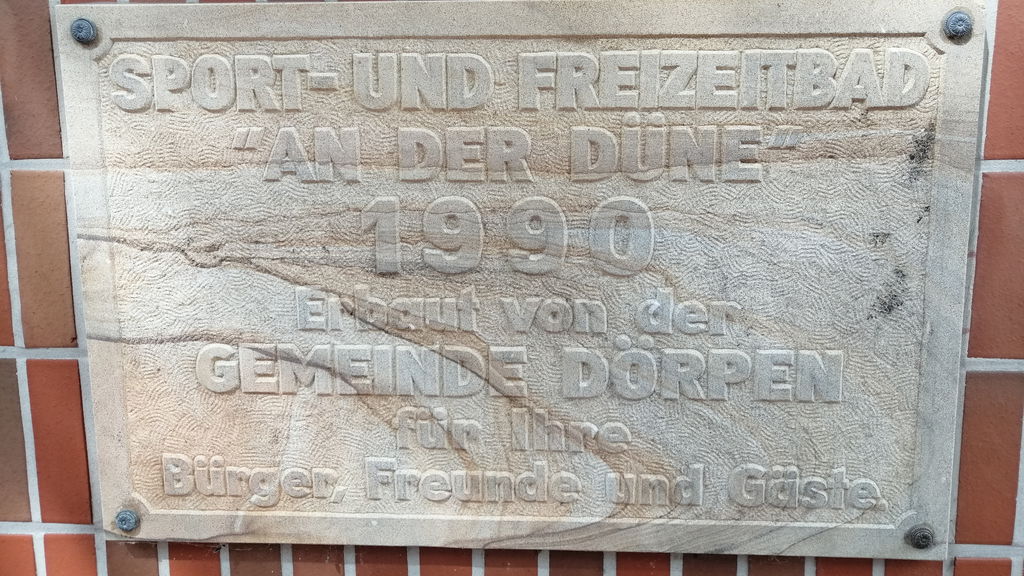 SPORT- UND FREIZEITBAD
"AN DER DÜNE"
1990
Erbaut von der
GEMEINDE DÖRPEN
für Ihre
Bürger, Freunde und Gäste.